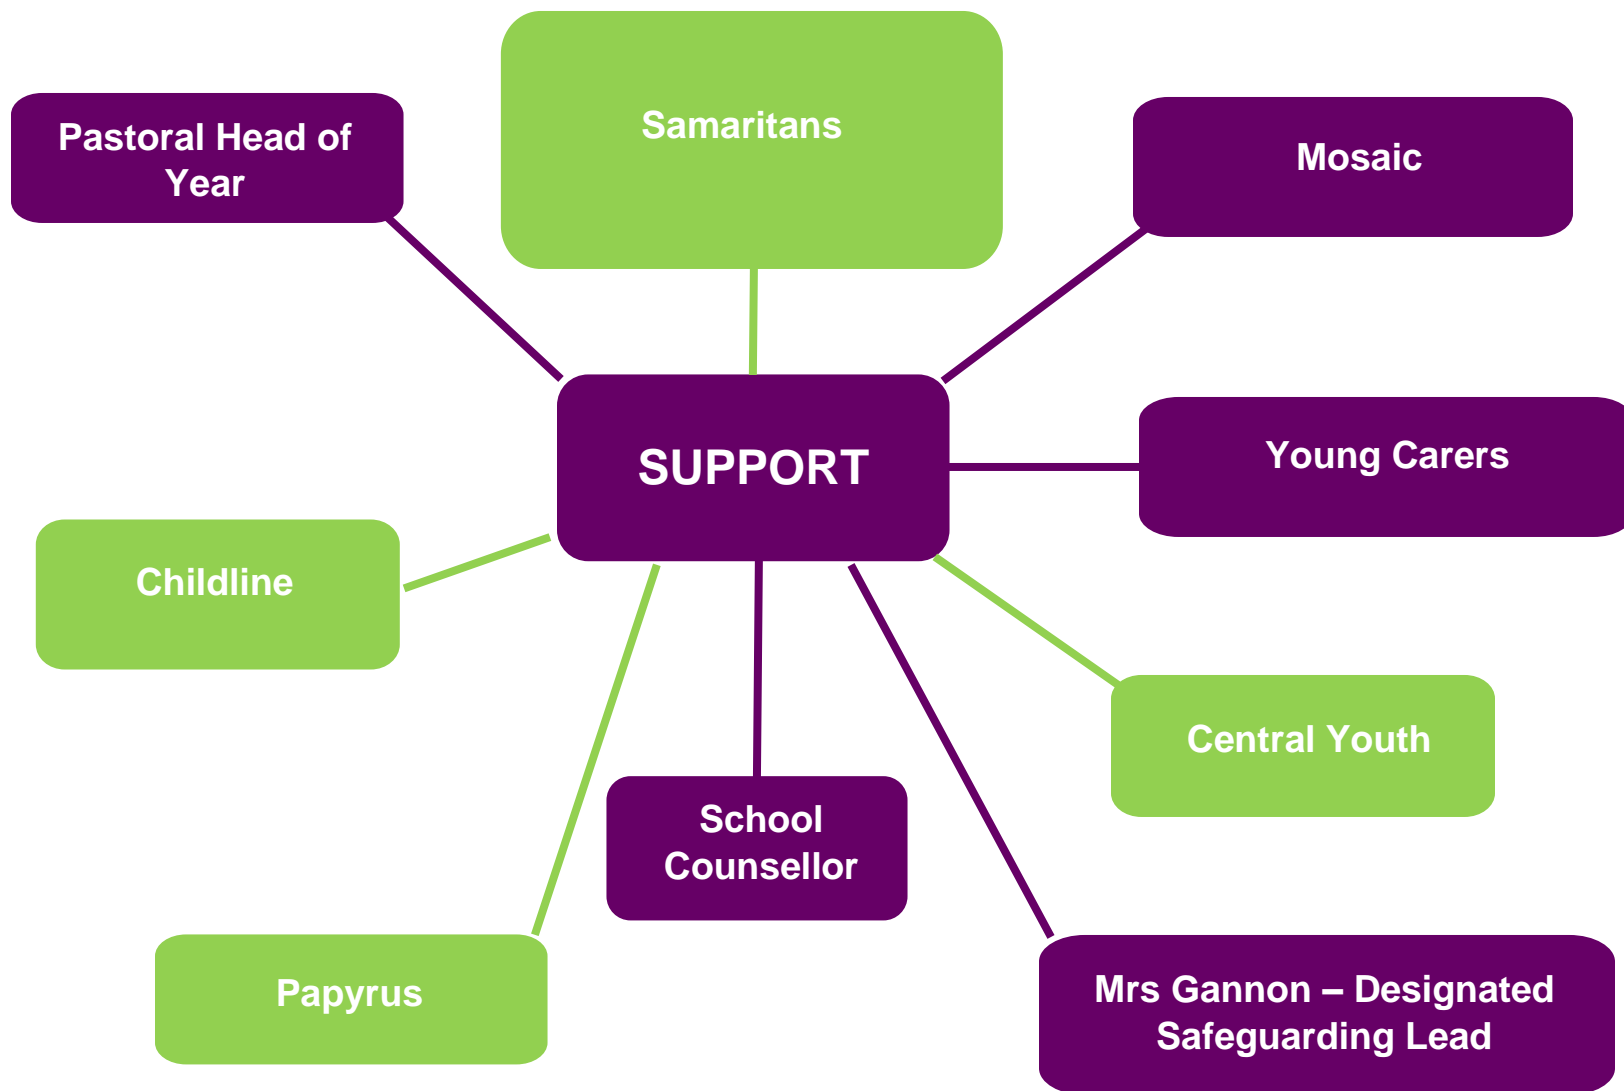 Samaritans
Pastoral Head of
Year
Mosaic
SUPPORT
Young Carers
Childline
Central Youth
School
Counsellor
Papyrus
Mrs Gannon – Designated
Safeguarding Lead